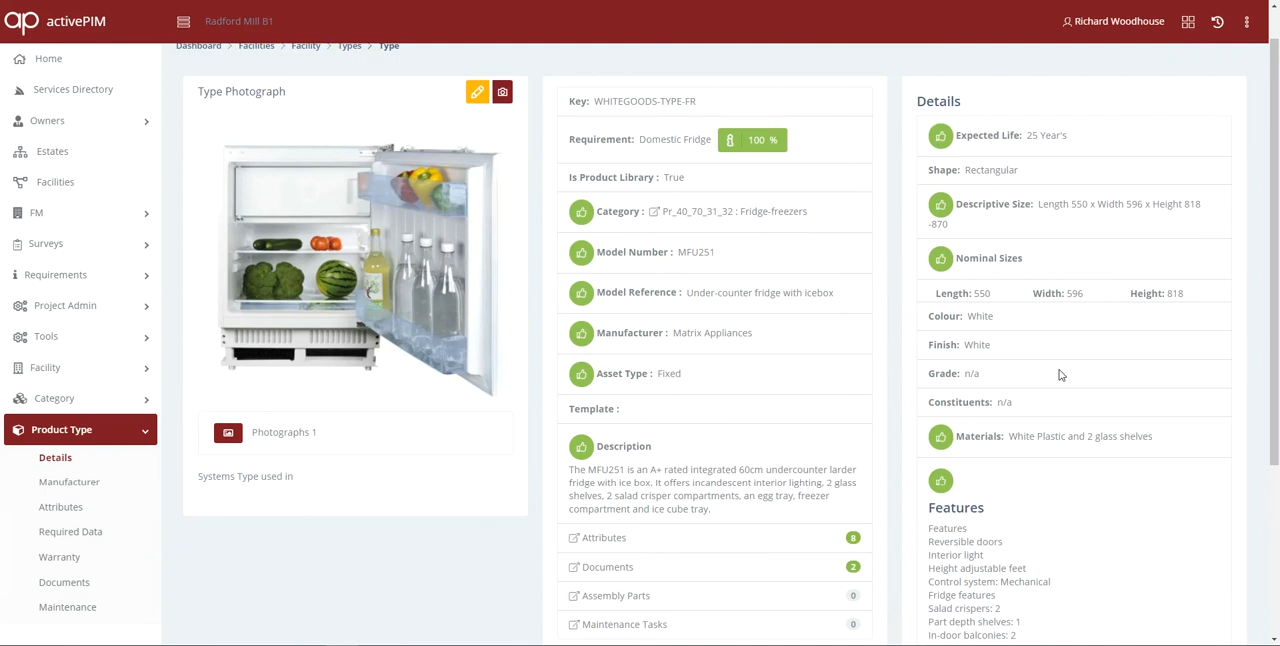 activePIM
Radford Mill B1
Richard Woodhouse
Dashboard > Facilities > Facility > Types > Type
Home
Services Directory
Owners
Estates
Facilities
FM
Surveys
Requirements
Project Admin
Tools
Facility
Category
Product Type
Details
Manufacturer
Attributes
Required Data
Warranty
Documents
Maintenance
Type Photograph
Photographs 1
Systems Type used in
Key: WHITEGOODS-TYPE-FR
Requirement: Domestic Fridge 100 %
Is Product Library : True
Category : Pr_40_70_31_32 : Fridge-freezers
Model Number : MFU251
Model Reference : Under-counter fridge with icebox
Manufacturer : Matrix Appliances
Asset Type : Fixed
Template :
Description
The MFU251 is an A+ rated integrated 60cm undercounter larder
fridge with ice box. It offers incandescent interior lighting, 2 glass
shelves, 2 salad crisper compartments, an egg tray, freezer
compartment and ice cube tray.
Attributes 8
Documents 2
Assembly Parts 0
Maintenance Tasks 0
Details
Expected Life: 25 Year's
Shape: Rectangular
Descriptive Size: Length 550 x Width 596 x Height 818
-870
Nominal Sizes
Length: 550 Width: 596 Height: 818
Colour: White
Finish: White
Grade: n/a
Constituents: n/a
Materials: White Plastic and 2 glass shelves
Features
Features
Reversible doors
Interior light
Height adjustable feet
Control system: Mechanical
Fridge features
Salad crispers: 2
Part depth shelves: 1
In-door balconies: 2